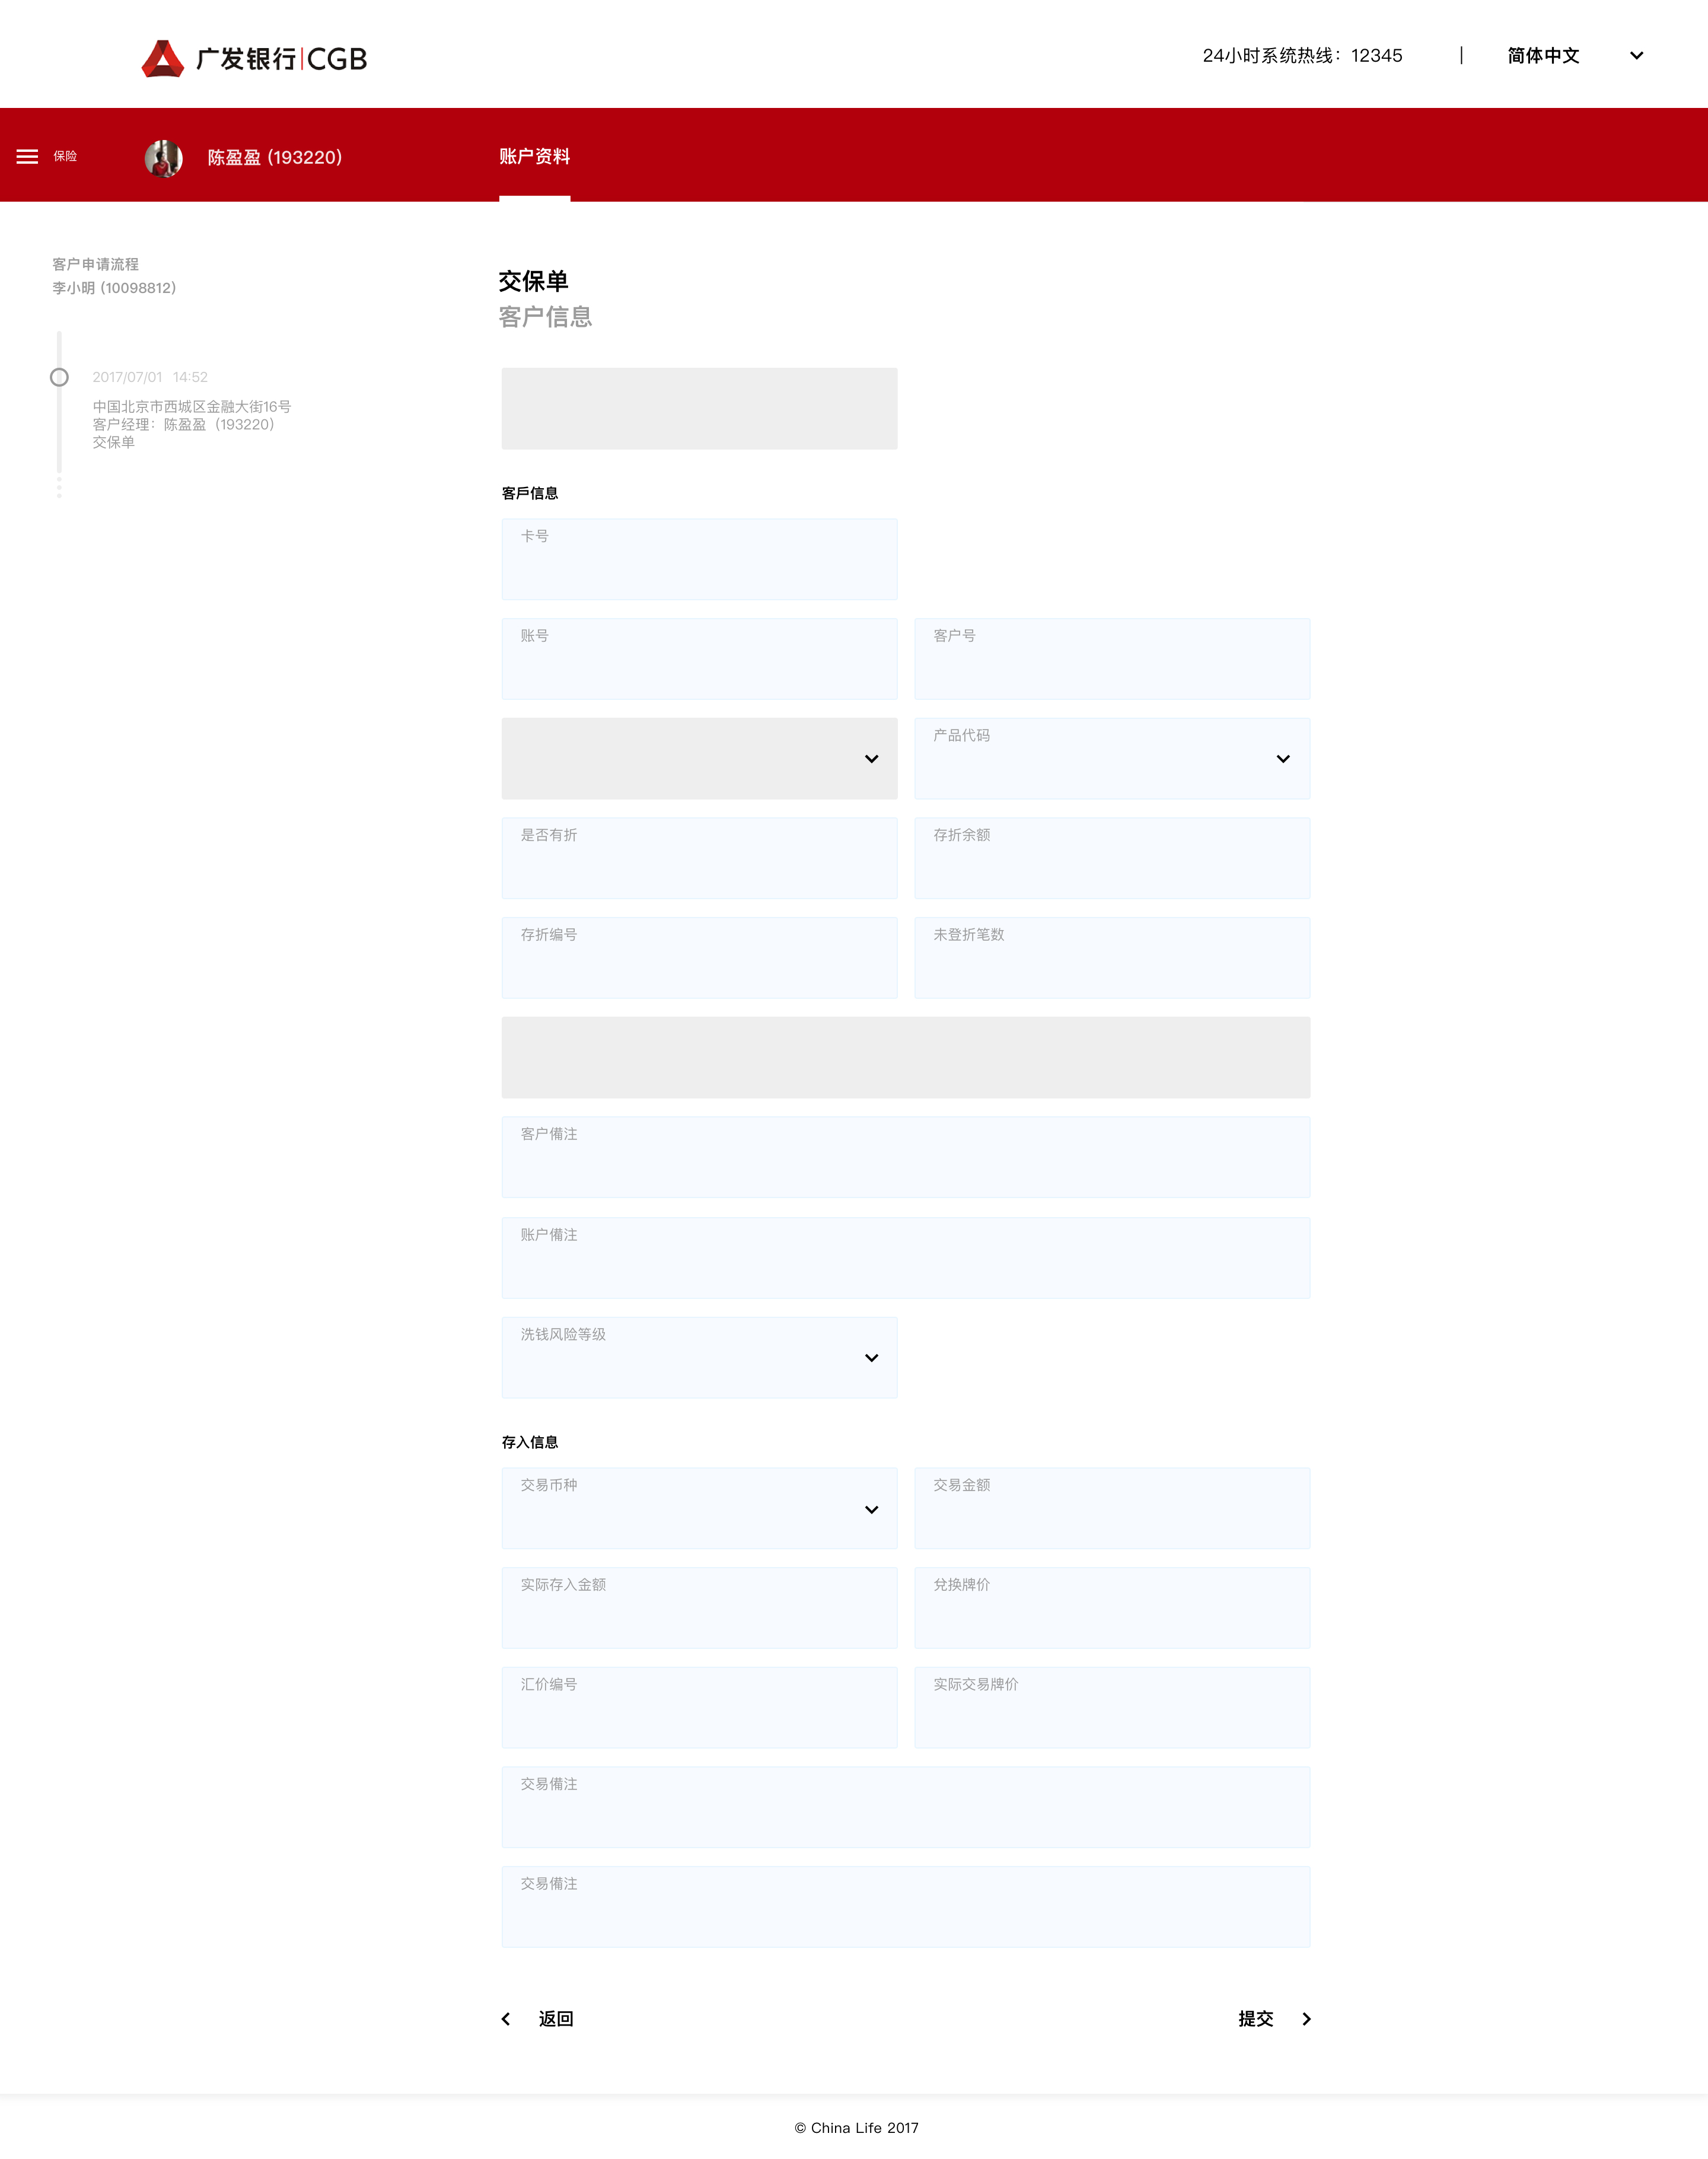 广发银行|CGB
24小时系统热线：12345 | 简体中文
保险
陈盈盈 (193220)
账户资料
客户申请流程
李小明 (10098812)
2017/07/01 14:52
中国北京市西城区金融大街16号
客户经理：陈盈盈（193220）
交保单
交保单
客户信息
客戶信息
卡号
账号
客户号
产品代码
是否有折
存折余额
存折编号
未登折笔数
客户備注
账户備注
洗钱风险等级
存入信息
交易币种
交易金额
实际存入金额
兑换牌价
汇价编号
实际交易牌价
交易備注
交易備注
返回
提交
© China Life 2017